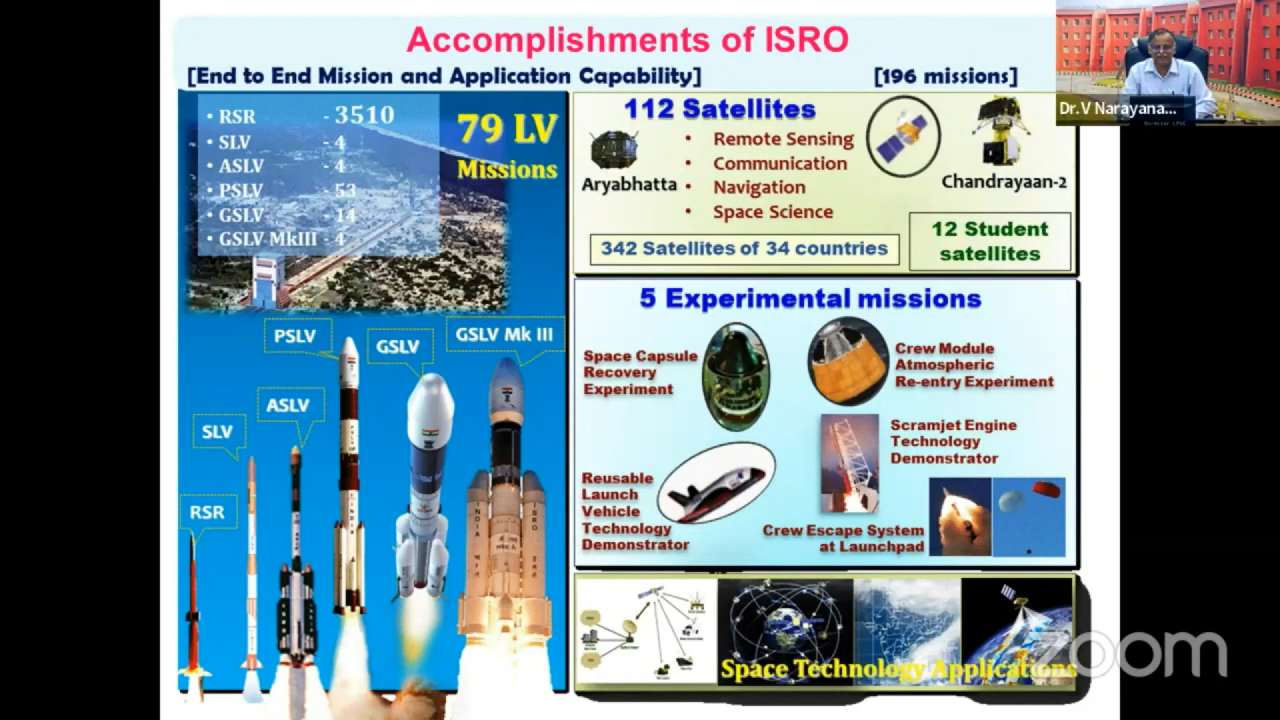 Accomplishments of ISRO
[End to End Mission and Application Capability]
[196 missions]
• RSR - 3510
• SLV - 4
• ASLV - 4
• PSLV - 53
• GSLV - 14
• GSLV MkIII - 4
79 LV
Missions
PSLV
GSLV
GSLV Mk III
ASLV
SLV
RSR
INDIA
ISRO
112 Satellites
Aryabhatta
• Remote Sensing
• Communication
• Navigation
• Space Science
Chandrayaan-2
342 Satellites of 34 countries
12 Student
satellites
5 Experimental missions
Space Capsule
Recovery
Experiment
Crew Module
Atmospheric
Re-entry Experiment
Scramjet Engine
Technology
Demonstrator
Reusable
Launch
Vehicle
Technology
Demonstrator
Crew Escape System
at Launchpad
Space Technology Applications
Dr.V Narayana...
zoom